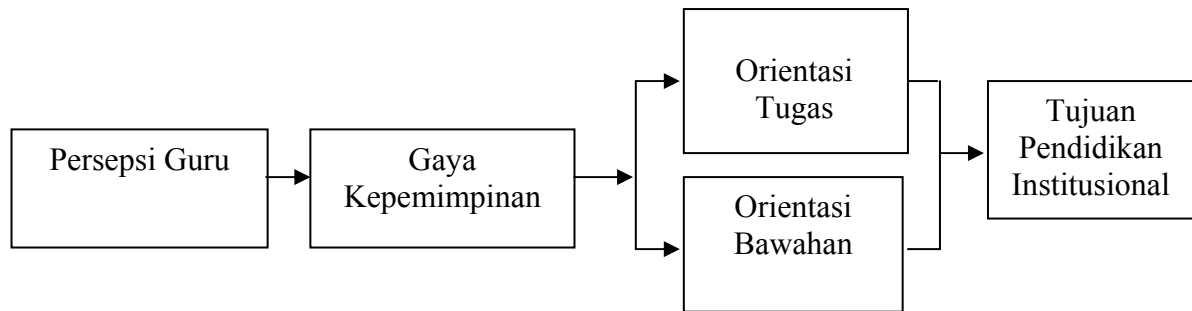 Persepsi Guru
Gaya
Kepemimpinan
Orientasi
Tugas
Orientasi
Bawahan
Tujuan
Pendidikan
Institusional